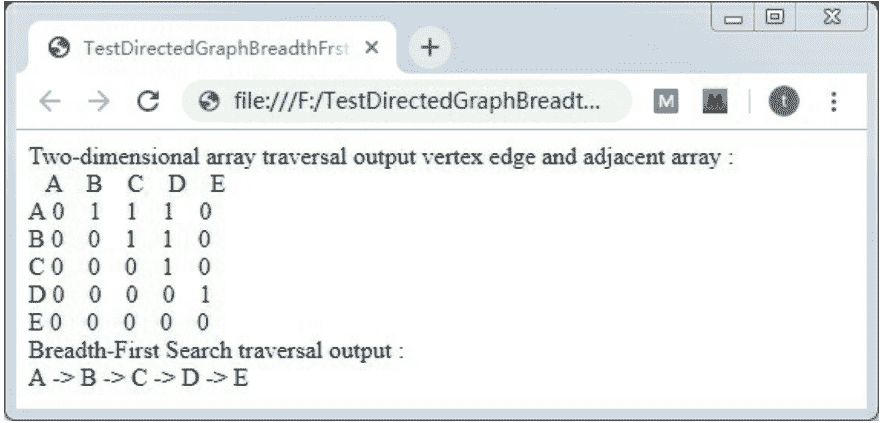 TestDirectedGraphBreadthFrst
file:///F:/TestDirectedGraphBreadt...
M
M
t
Two-dimensional array traversal output vertex edge and adjacent array :
A B C D E
A 0 1 1 1 0
B 0 0 1 1 0
C 0 0 0 1 0
D 0 0 0 0 1
E 0 0 0 0 0
Breadth-First Search traversal output :
A -> B -> C -> D -> E